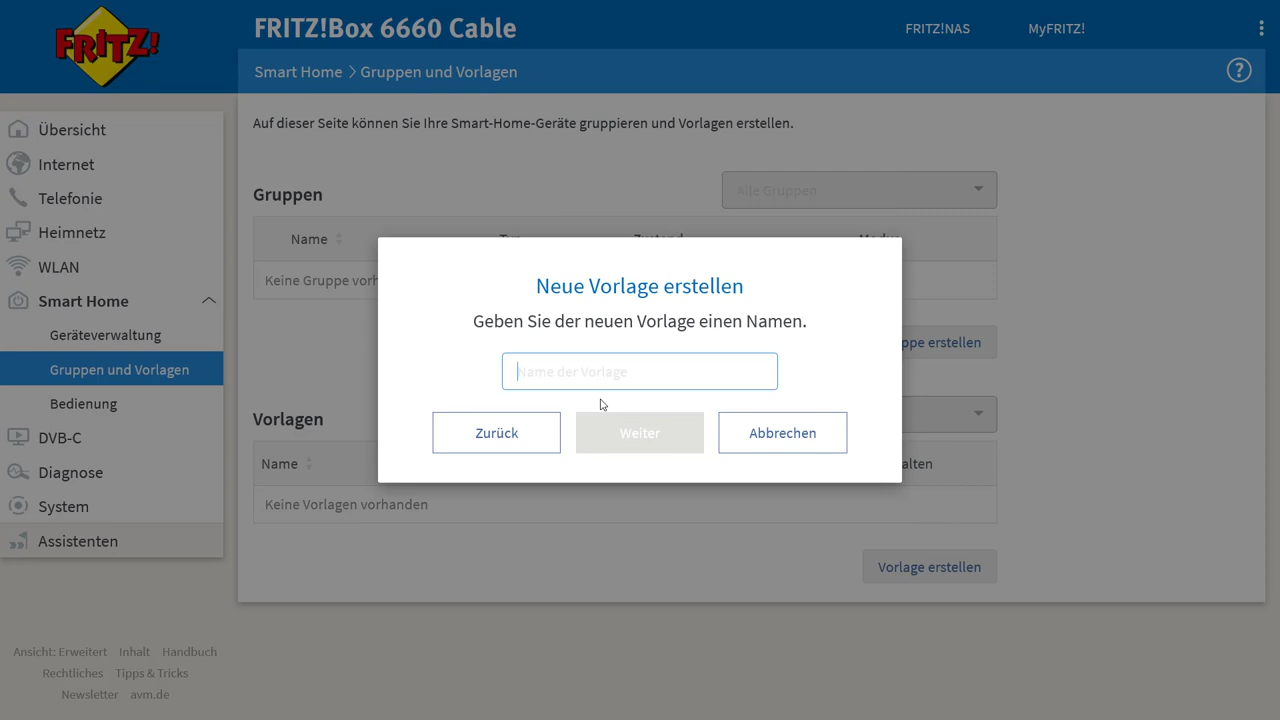 FRITZ!
FRITZ!Box 6660 Cable
FRITZ!NAS
MyFRITZ!
Smart Home > Gruppen und Vorlagen
?
Übersicht
Internet
Telefonie
Heimnetz
WLAN
Smart Home
Geräteverwaltung
Gruppen und Vorlagen
Bedienung
DVB-C
Diagnose
System
Assistenten
Ansicht: Erweitert Inhalt Handbuch
Rechtliches Tipps & Tricks
Newsletter avm.de
Auf dieser Seite können Sie Ihre Smart-Home-Geräte gruppieren und Vorlagen erstellen.
Gruppen
Alle Gruppen
Name
Keine Gruppe
erstellen
Neue Vorlage erstellen
Geben Sie der neuen Vorlage einen Namen.
Name der Vorlage
Zurück
Weiter
Abbrechen
Vorlagen
Name
Keine Vorlagen vorhanden
Vorlage erstellen